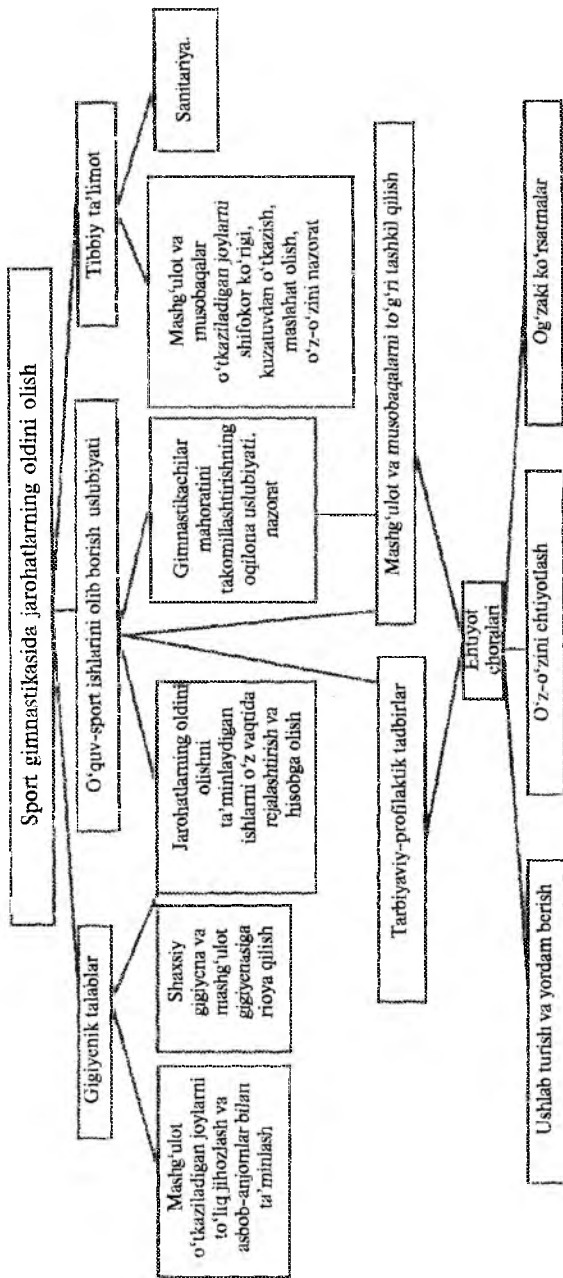 Sport gimnastikasida jarohatlarning oldini olish
Gigiyenik talablar
O‘quv-sport ishlarini olib borish uslubiyati
Tibbiy ta’limot
Mashg‘ulot
o‘tkaziladigan joylarni
to‘liq jihozlash va
asbob-anjomlar bilan
ta’minlash
Shaxsiy
gigiyena va
mashg‘ulot
gigiyenasiga
rioya qilish
Jarohatlarning oldini
olishni
ta’minlaydigan
ishlarni o‘z vaqtida
rejalashtirish va
hisobga olish
Gimnastikachilar
mahoratini
takomillashtirishning
oqilona uslubiyati.
nazorat
Mashg‘ulot va
musobaqalar
o‘tkaziladigan joylarni
shifokor ko‘rigi,
kuzatuvdan o‘tkazish,
maslahat olish,
o‘z-o‘zini nazorat
Sanitariya.
Tarbiyaviy-profilaktik tadbirlar
Mashg‘ulot va musobaqalarni to‘g‘ri tashkil qilish
Ehtiyot
choralari
Ushlab turish va yordam berish
O‘z-o‘zini ehtiyotlash
Og‘zaki ko‘rsatmalar